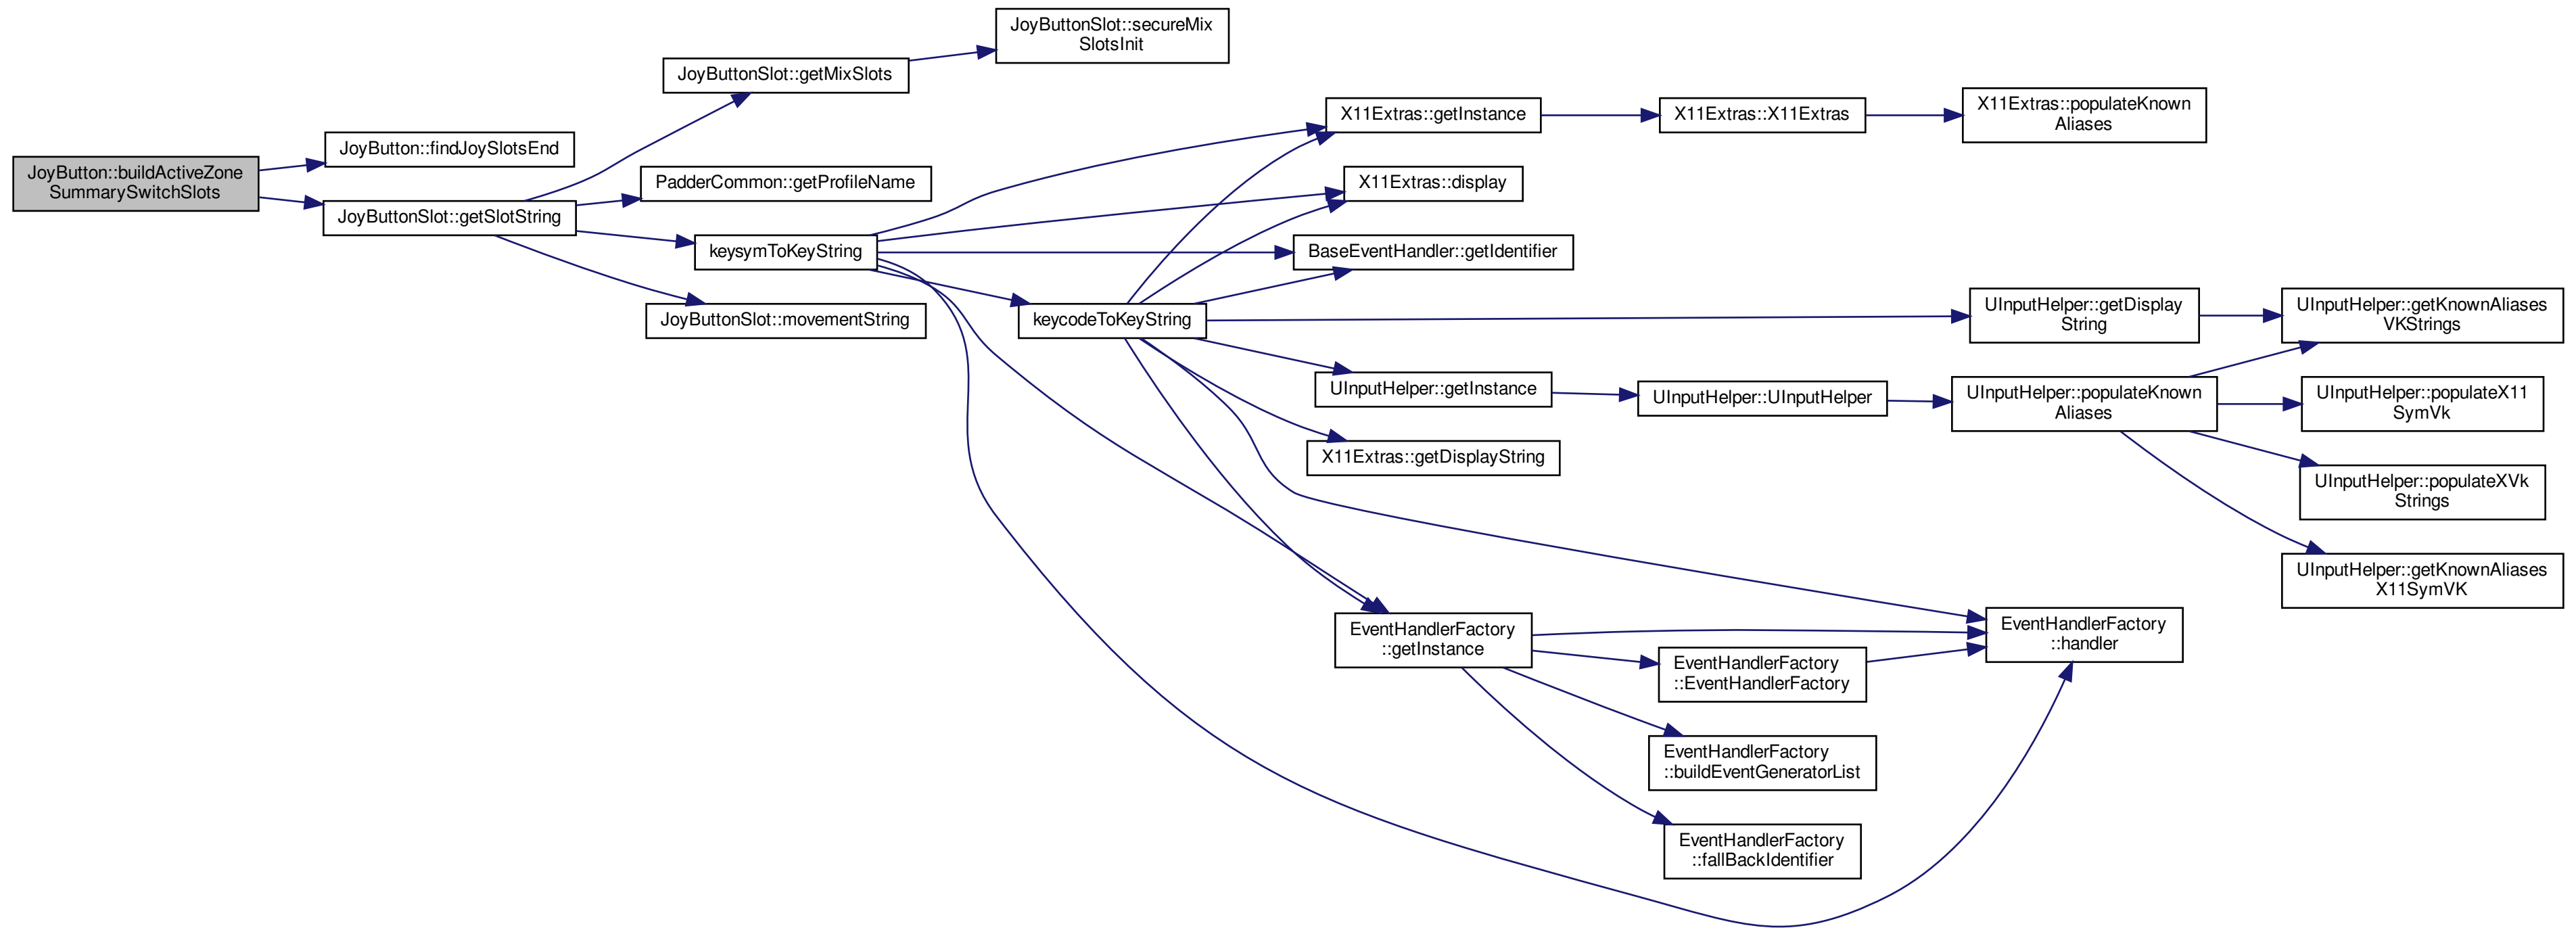 JoyButton::buildActiveZone
SummarySwitchSlots
JoyButton::findJoySlotsEnd
JoyButtonSlot::getSlotString
JoyButtonSlot::getMixSlots
JoyButtonSlot::secureMix
SlotsInit
PadderCommon::getProfileName
keysymToKeyString
JoyButtonSlot::movementString
X11Extras::getInstance
X11Extras::X11Extras
X11Extras::populateKnown
Aliases
X11Extras::display
BaseEventHandler::getIdentifier
keycodeToKeyString
UInputHelper::getDisplay
String
UInputHelper::getKnownAliases
VKStrings
UInputHelper::getInstance
UInputHelper::UInputHelper
UInputHelper::populateKnown
Aliases
UInputHelper::populateX11
SymVk
UInputHelper::populateXVk
Strings
UInputHelper::getKnownAliases
X11SymVK
X11Extras::getDisplayString
EventHandlerFactory
::getInstance
EventHandlerFactory
::handler
EventHandlerFactory
::EventHandlerFactory
EventHandlerFactory
::buildEventGeneratorList
EventHandlerFactory
::fallBackIdentifier